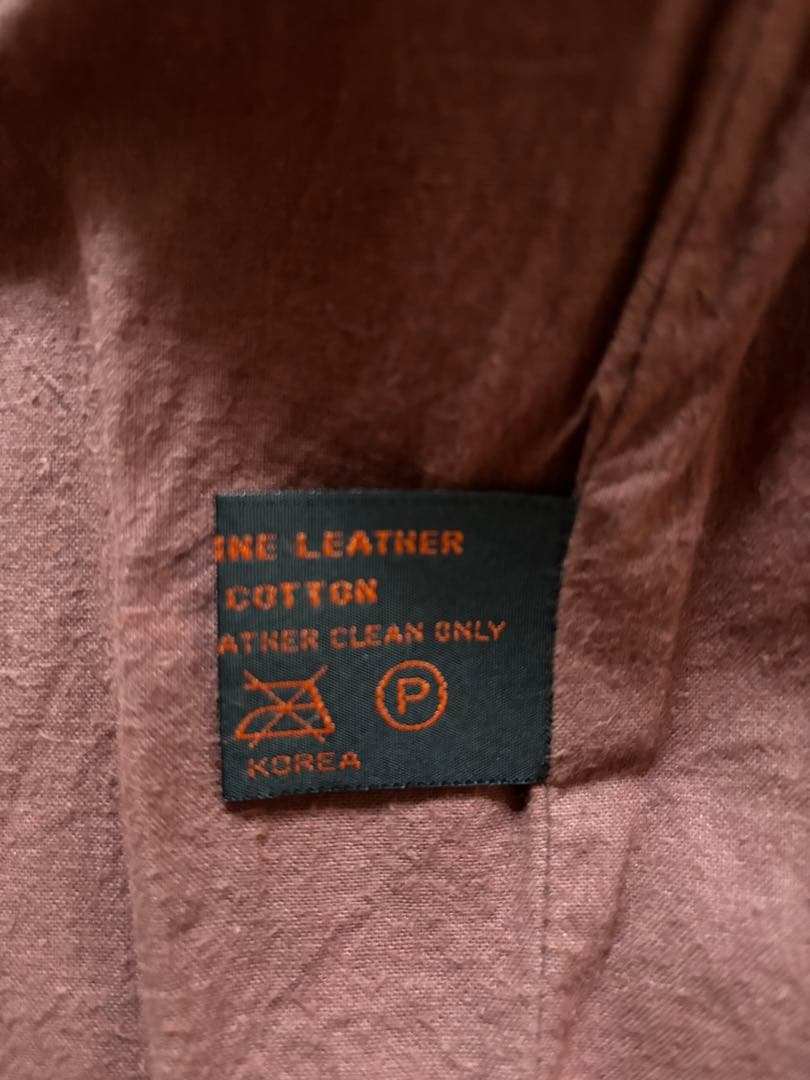 INE LEATHER
COTTON
ATHER CLEAN ONLY
P
KOREA